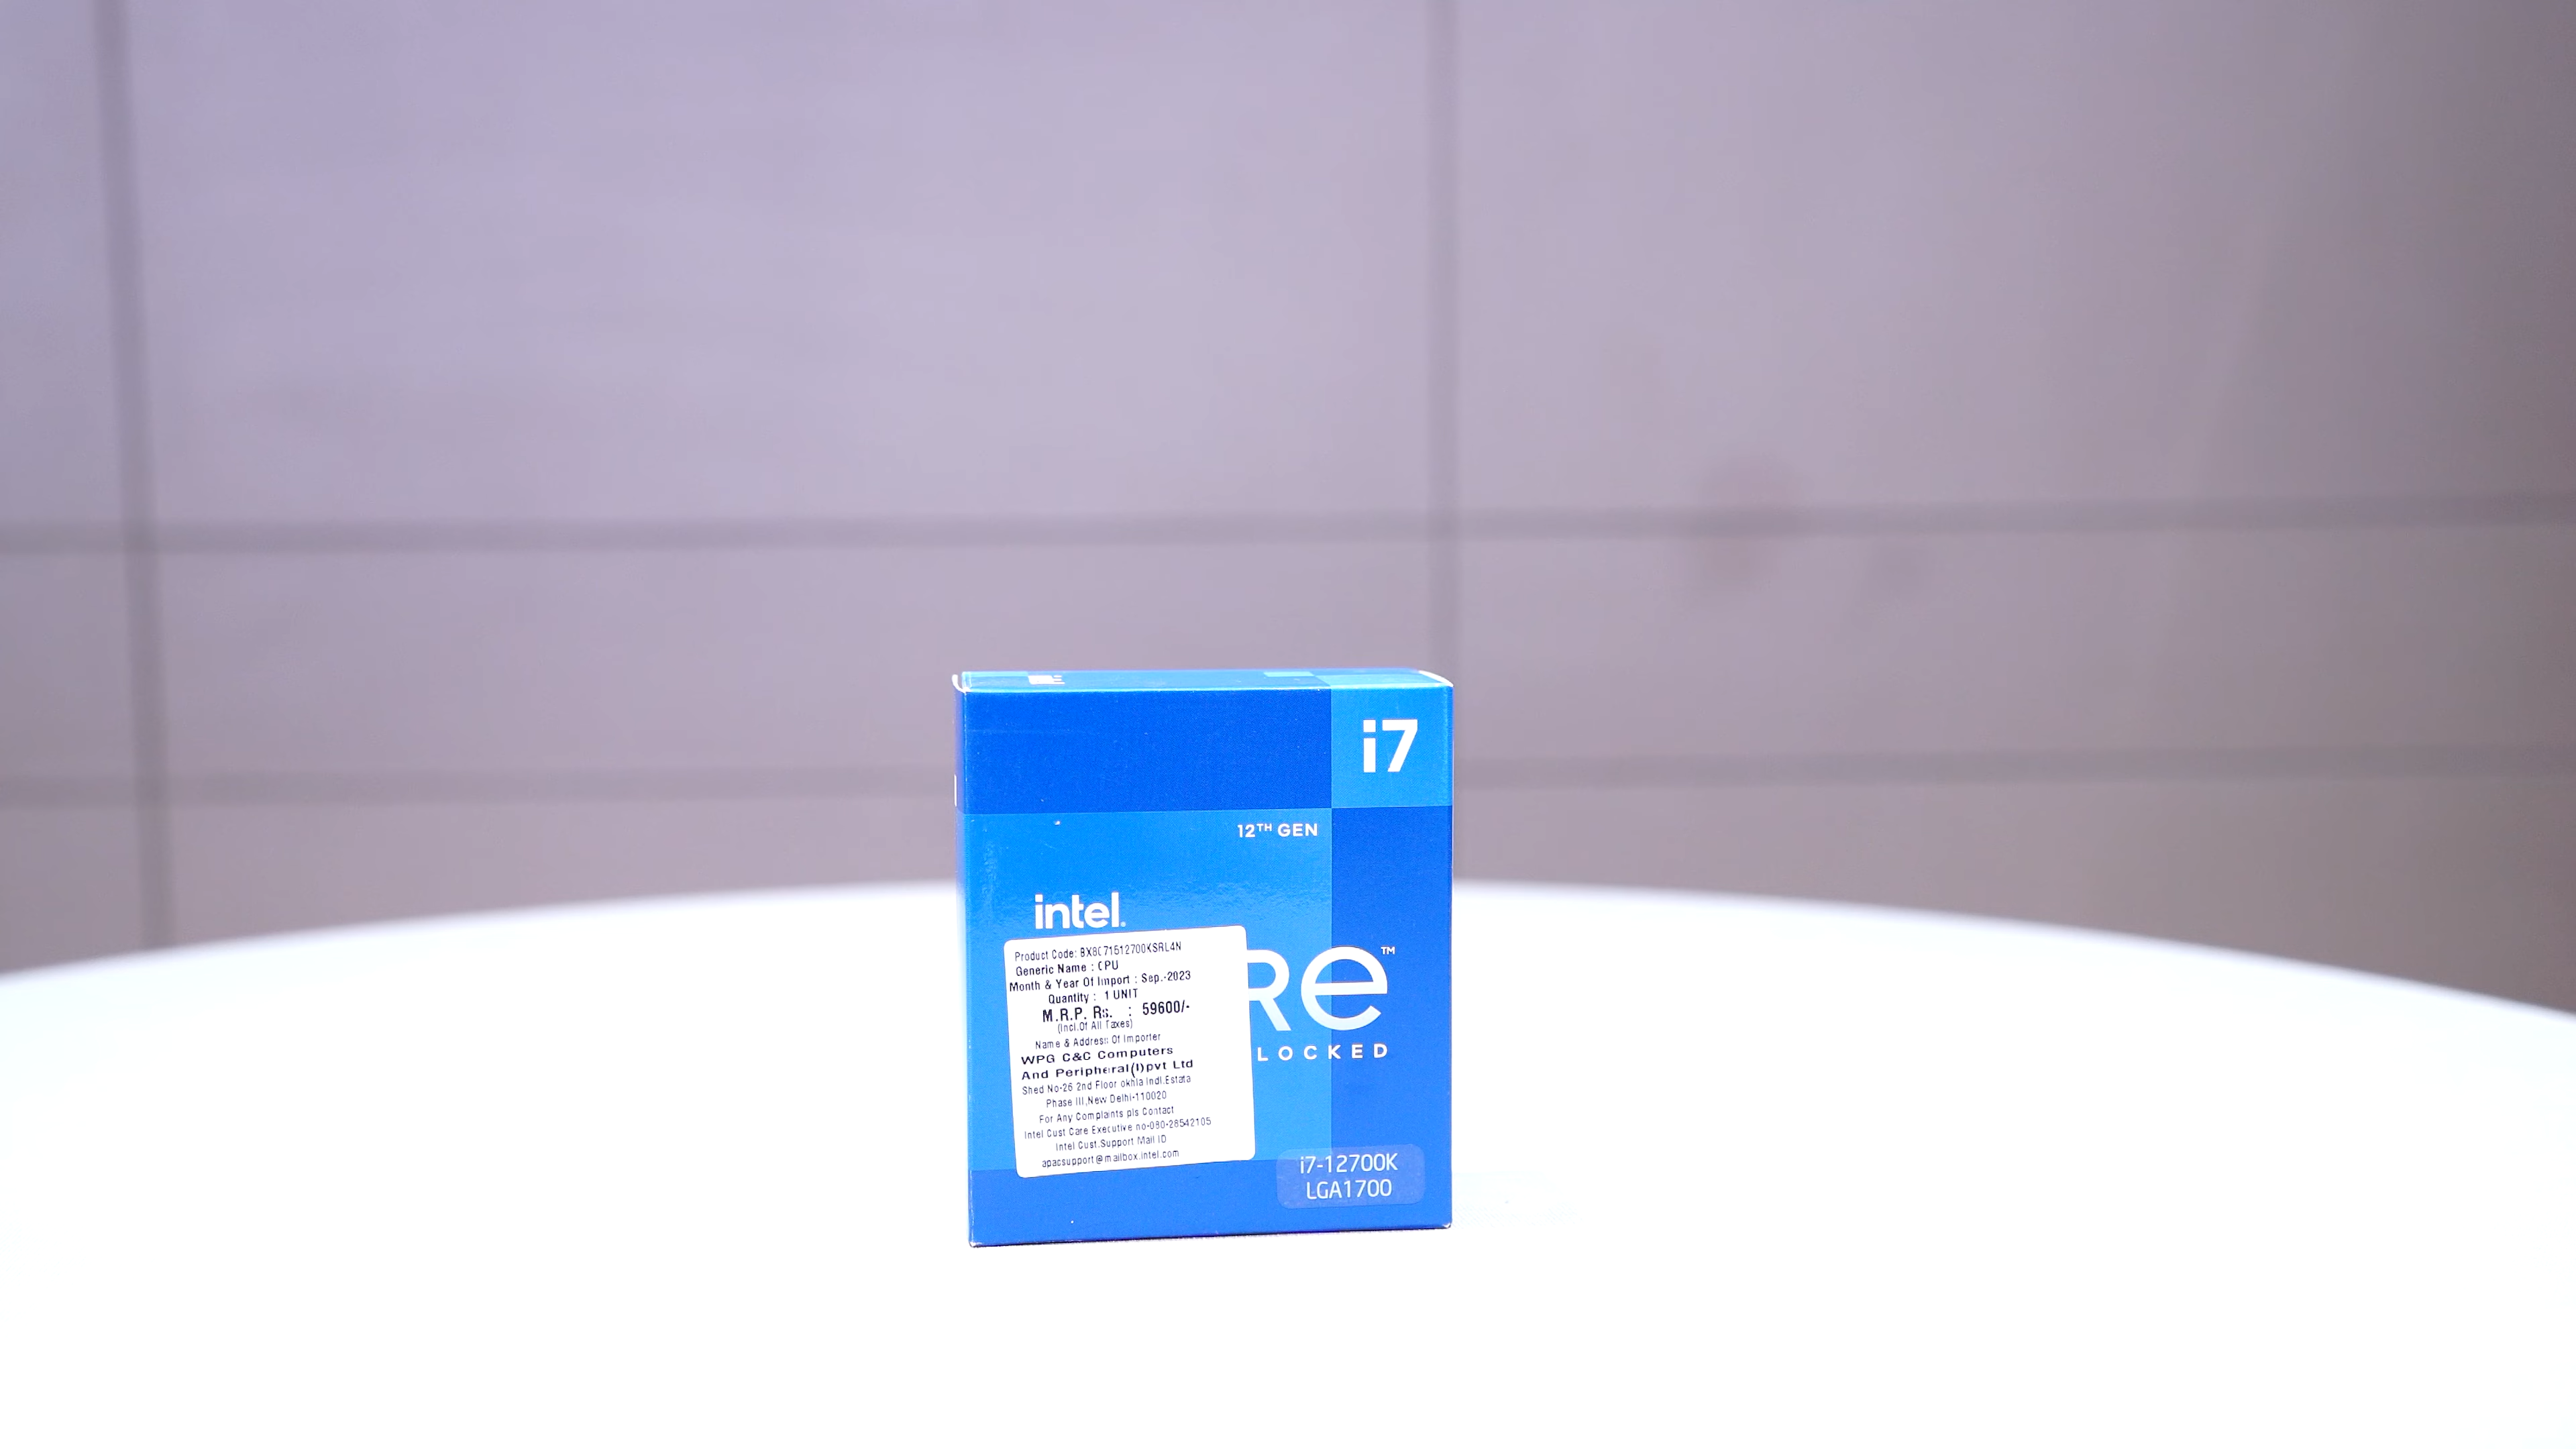 i7
12TH GEN
intel.
Product Code: BX8071512700KSRL4N
Generic Name : CPU
Month & Year Of Import : Sep.-2023
Quantity : 1 UNIT
M.R.P. Rs. : 59600/-
(Incl.Of All Taxes)
Name & Address Of Importer
WPG C&C Computers
And Peripheral(I)pvt Ltd
Shed No-26 2nd Floor okhla Indl.Estata
Phase III,New Delhi-110020
For Any Complaints pls Contact
Intel Cust Care Executive no-080-28542105
Intel Cust.Support Mail ID
apacsupport@mailbox.intel.com
Re™
LOCKED
i7-12700K
LGA1700